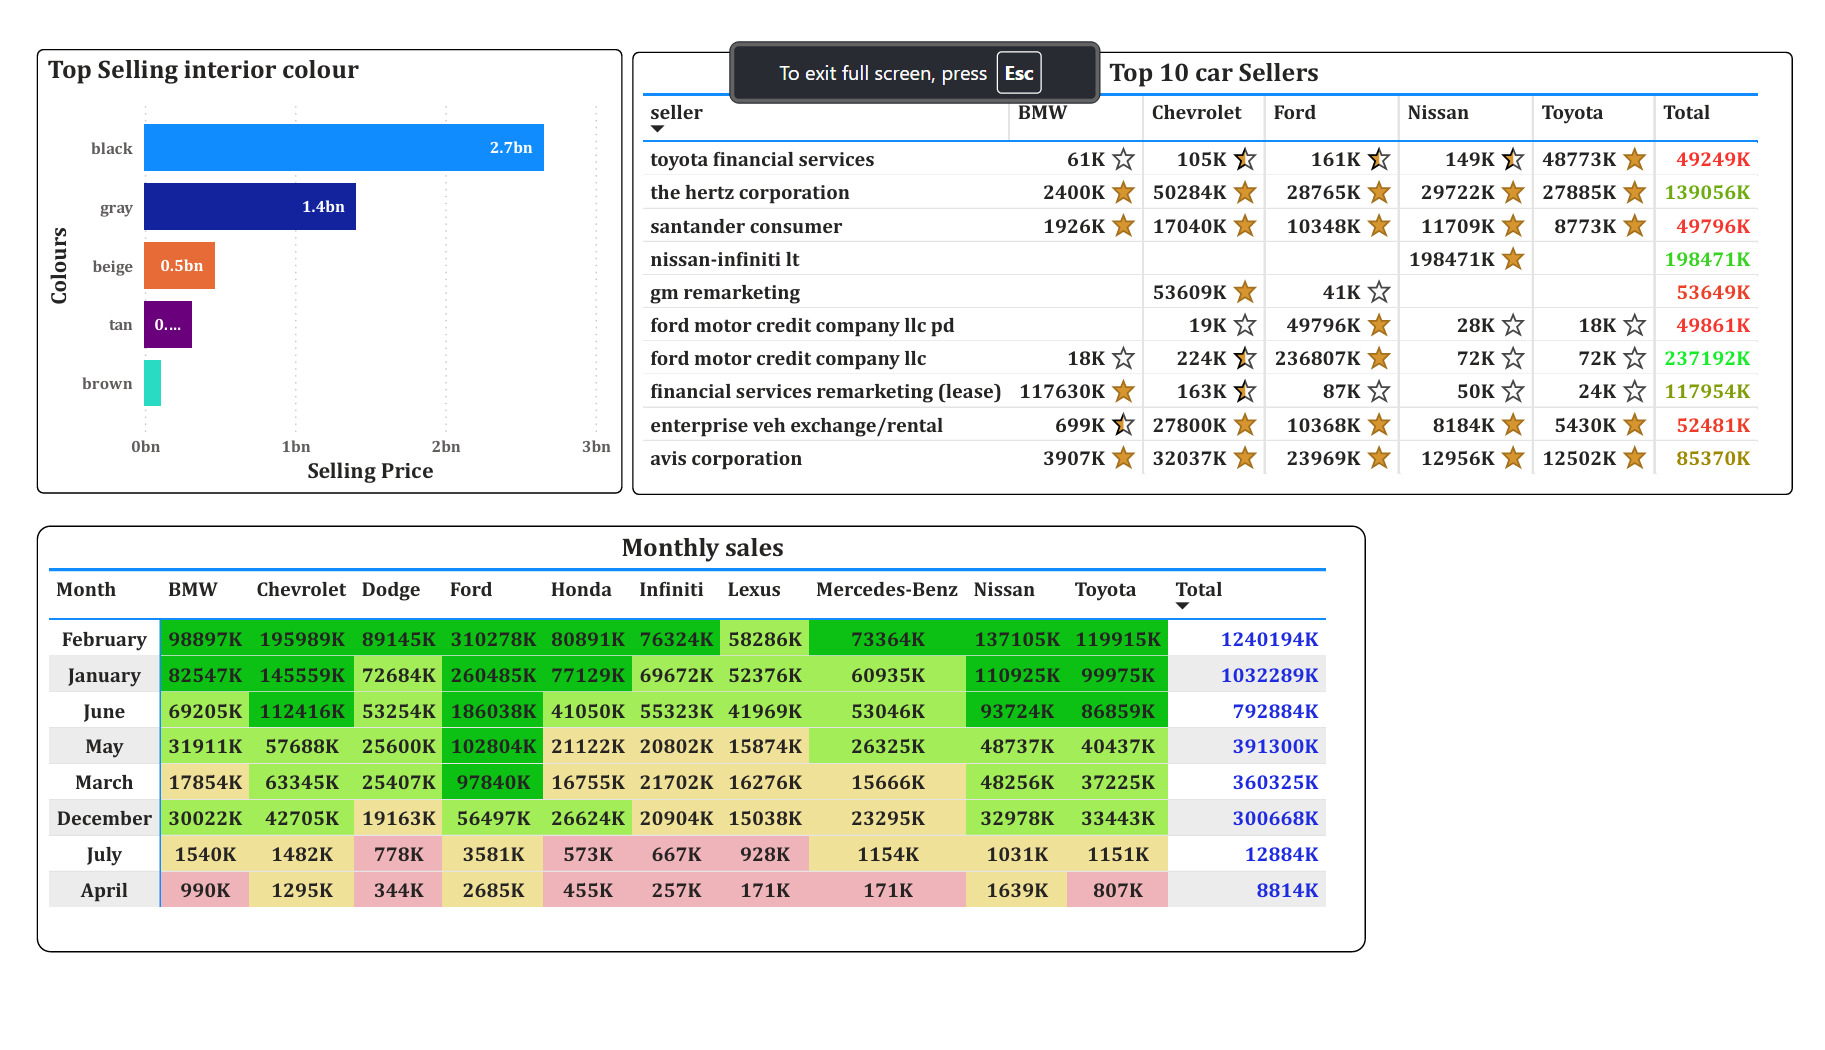 Top Selling interior colour
Colours
black 2.7bn
gray 1.4bn
beige 0.5bn
tan 0....
brown
0bn 1bn 2bn 3bn
Selling Price
To exit full screen, press Esc
Top 10 car Sellers
seller BMW Chevrolet Ford Nissan Toyota Total
toyota financial services 61K 105K 161K 149K 48773K 49249K
the hertz corporation 2400K 50284K 28765K 29722K 27885K 139056K
santander consumer 1926K 17040K 10348K 11709K 8773K 49796K
nissan-infiniti lt 198471K 198471K
gm remarketing 53609K 41K 53649K
ford motor credit company llc pd 19K 49796K 28K 18K 49861K
ford motor credit company llc 18K 224K 236807K 72K 72K 237192K
financial services remarketing (lease) 117630K 163K 87K 50K 24K 117954K
enterprise veh exchange/rental 699K 27800K 10368K 8184K 5430K 52481K
avis corporation 3907K 32037K 23969K 12956K 12502K 85370K
Monthly sales
Month BMW Chevrolet Dodge Ford Honda Infiniti Lexus Mercedes-Benz Nissan Toyota Total
February 98897K 195989K 89145K 310278K 80891K 76324K 58286K 73364K 137105K 119915K 1240194K
January 82547K 145559K 72684K 260485K 77129K 69672K 52376K 60935K 110925K 99975K 1032289K
June 69205K 112416K 53254K 186038K 41050K 55323K 41969K 53046K 93724K 86859K 792884K
May 31911K 57688K 25600K 102804K 21122K 20802K 15874K 26325K 48737K 40437K 391300K
March 17854K 63345K 25407K 97840K 16755K 21702K 16276K 15666K 48256K 37225K 360325K
December 30022K 42705K 19163K 56497K 26624K 20904K 15038K 23295K 32978K 33443K 300668K
July 1540K 1482K 778K 3581K 573K 667K 928K 1154K 1031K 1151K 12884K
April 990K 1295K 344K 2685K 455K 257K 171K 171K 1639K 807K 8814K